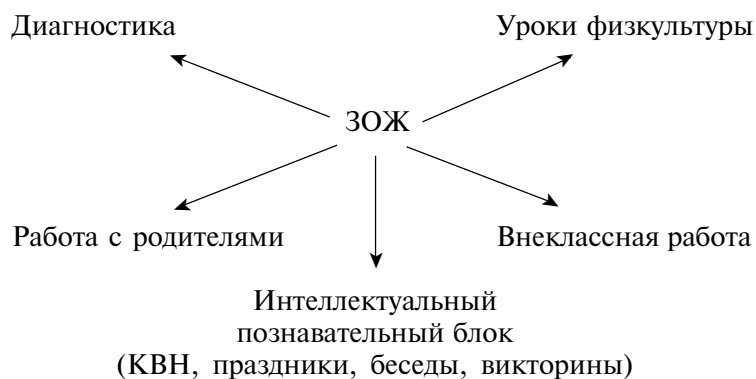 Диагностика
Уроки физкультуры
ЗОЖ
Работа с родителями
Внеклассная работа
Интеллектуальный
познавательный блок
(КВН, праздники, беседы, викторины)